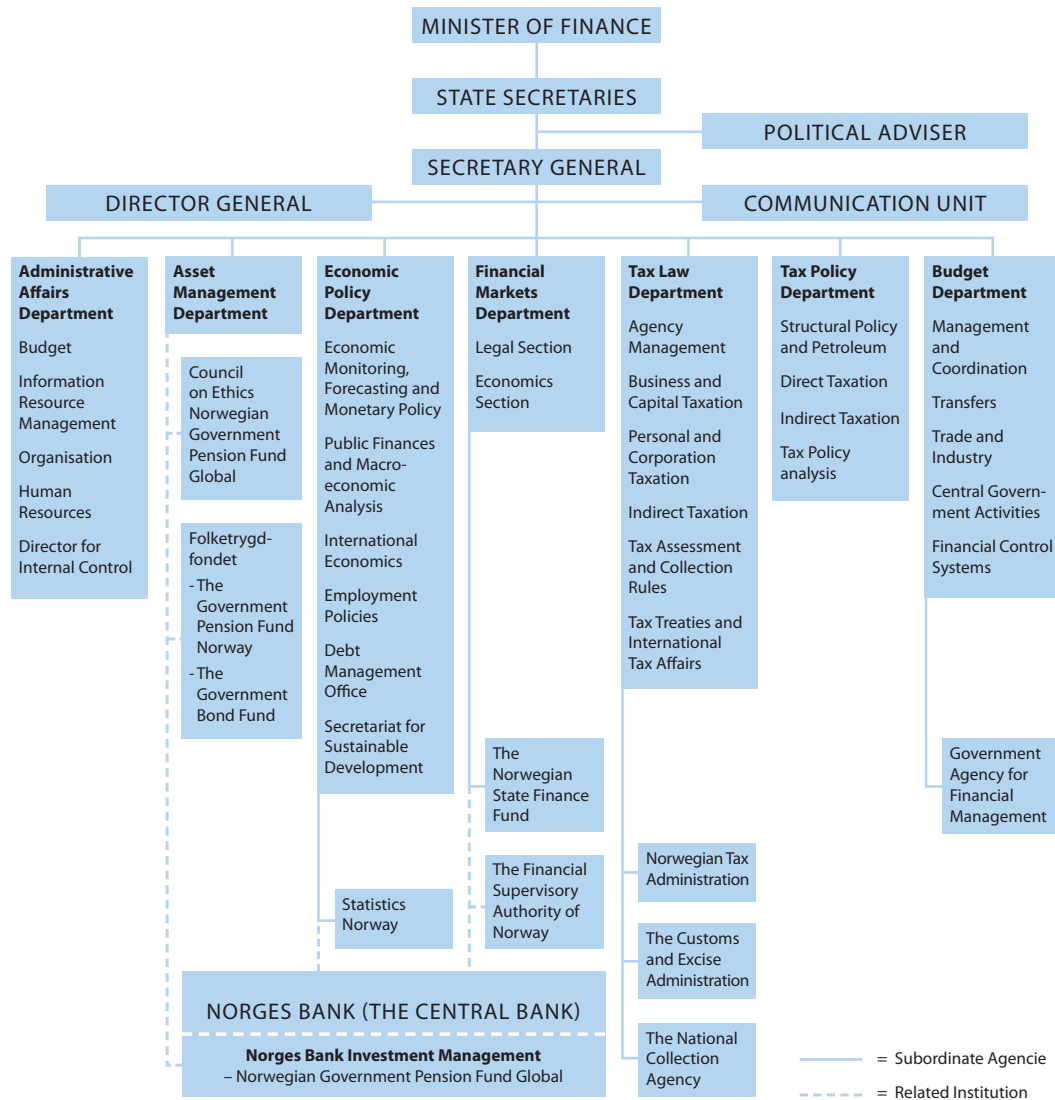 MINISTER OF FINANCE
STATE SECRETARIES
POLITICAL ADVISER
SECRETARY GENERAL
DIRECTOR GENERAL
COMMUNICATION UNIT
Administrative
Affairs
Department
Budget
Information
Resource
Management
Organisation
Human
Resources
Director for
Internal Control
Asset
Management
Department
Council
on Ethics
Norwegian
Government
Pension Fund
Global
Folketrygd-
fondet
- The
Government
Pension Fund
Norway
- The
Government
Bond Fund
Economic
Policy
Department
Economic
Monitoring,
Forecasting and
Monetary Policy
Public Finances
and Macro-
economic
Analysis
International
Economics
Employment
Policies
Debt
Management
Office
Secretariat for
Sustainable
Development
Statistics
Norway
Financial
Markets
Department
Legal Section
Economics
Section
The
Norwegian
State Finance
Fund
The Financial
Supervisory
Authority of
Norway
Tax Law
Department
Agency
Management
Business and
Capital Taxation
Personal and
Corporation
Taxation
Indirect Taxation
Tax Assessment
and Collection
Rules
Tax Treaties and
International
Tax Affairs
Norwegian Tax
Administration
The Customs
and Excise
Administration
The National
Collection
Agency
Tax Policy
Department
Structural Policy
and Petroleum
Direct Taxation
Indirect Taxation
Tax Policy
analysis
Budget
Department
Management
and
Coordination
Transfers
Trade and
Industry
Central Govern-
ment Activities
Financial Control
Systems
Government
Agency for
Financial
Management
NORGES BANK (THE CENTRAL BANK)
Norges Bank Investment Management
– Norwegian Government Pension Fund Global
= Subordinate Agencie
= Related Institution